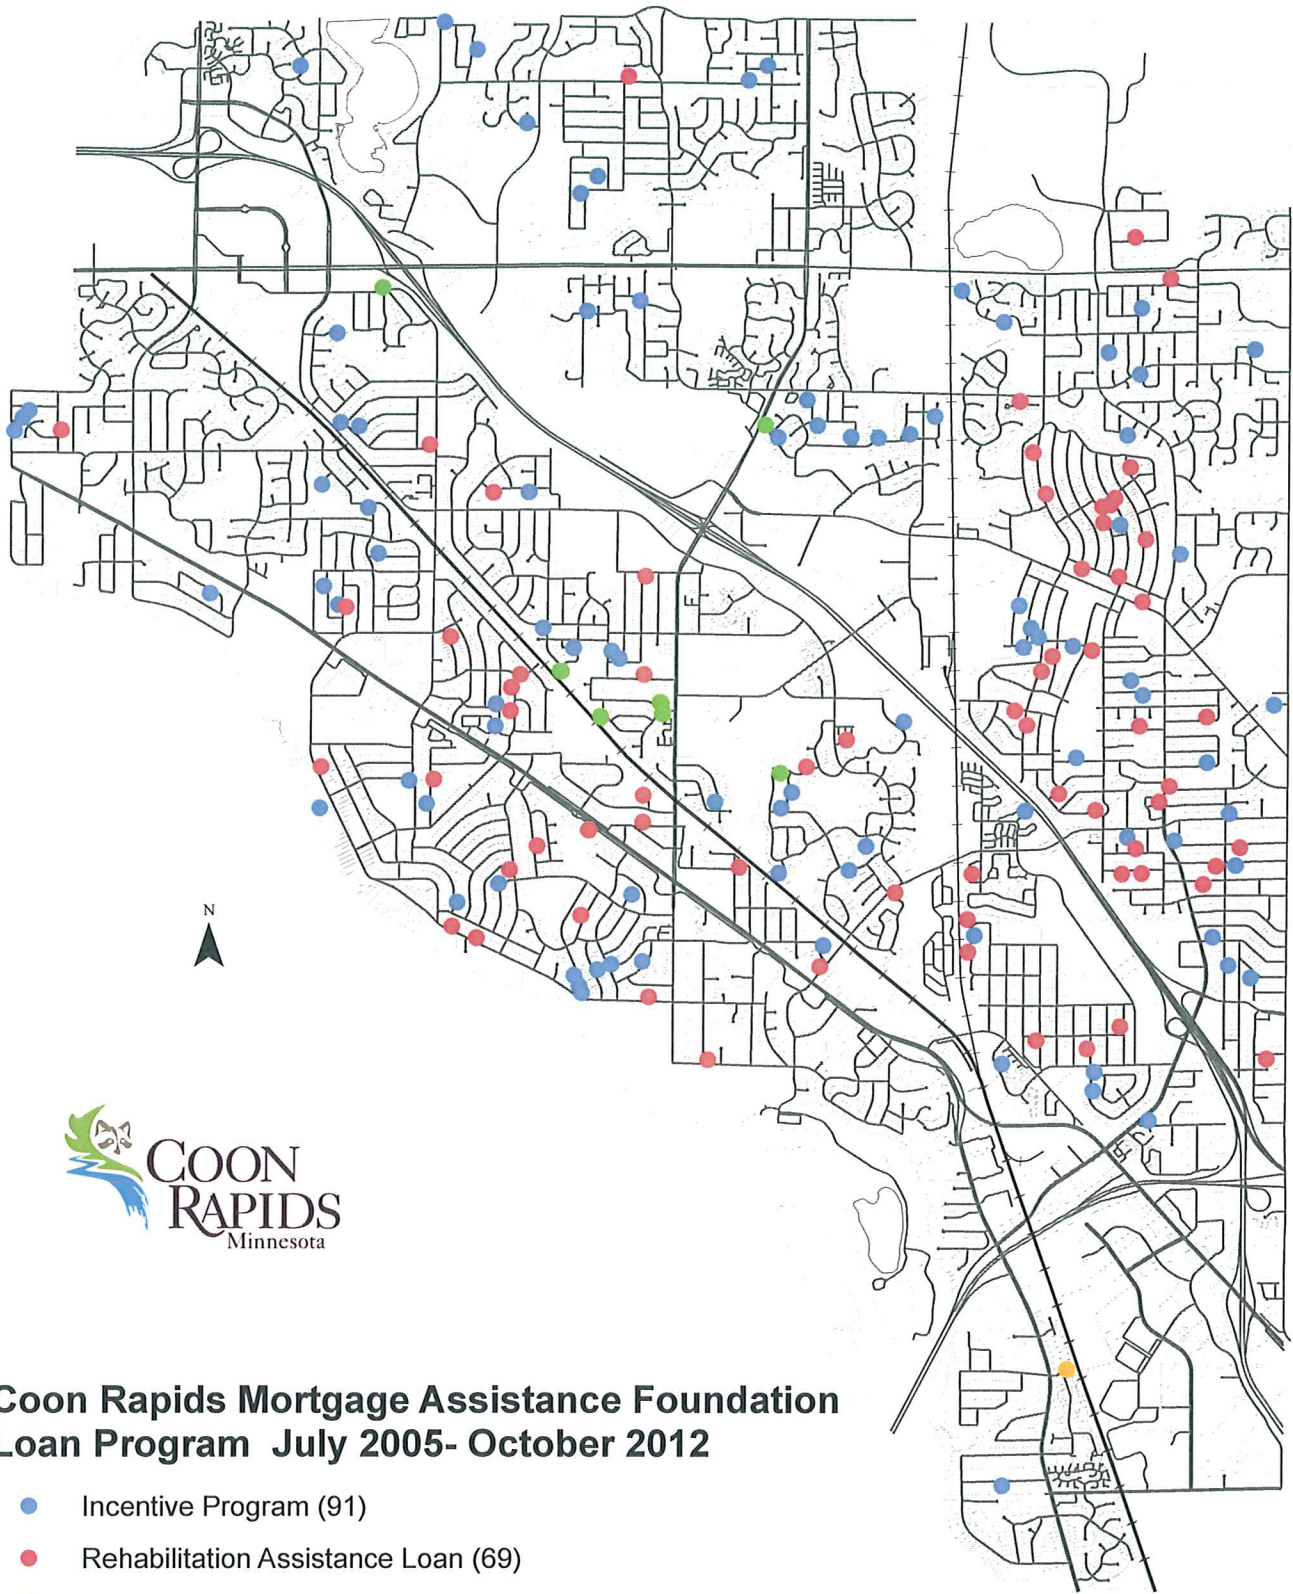 N
COON
RAPIDS
Minnesota
Coon Rapids Mortgage Assistance Foundation
Loan Program July 2005- October 2012
Incentive Program (91)
Rehabilitation Assistance Loan (69)